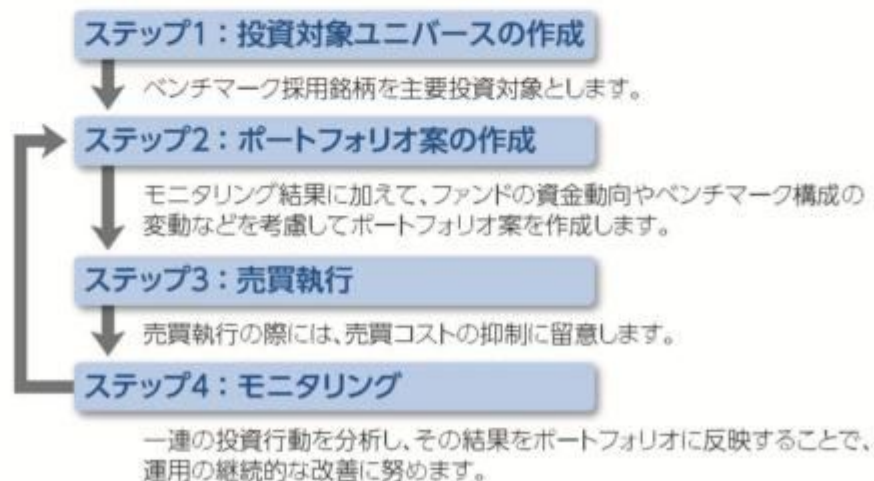 ステップ1：投資対象ユニバースの作成
ベンチマーク採用銘柄を主要投資対象とします。
ステップ2：ポートフォリオ案の作成
モニタリング結果に加えて、ファンドの資金動向やベンチマーク構成の
変動などを考慮してポートフォリオ案を作成します。
ステップ3：売買執行
売買執行の際には、売買コストの抑制に留意します。
ステップ4：モニタリング
一連の投資行動を分析し、その結果をポートフォリオに反映することで、
運用の継続的な改善に努めます。